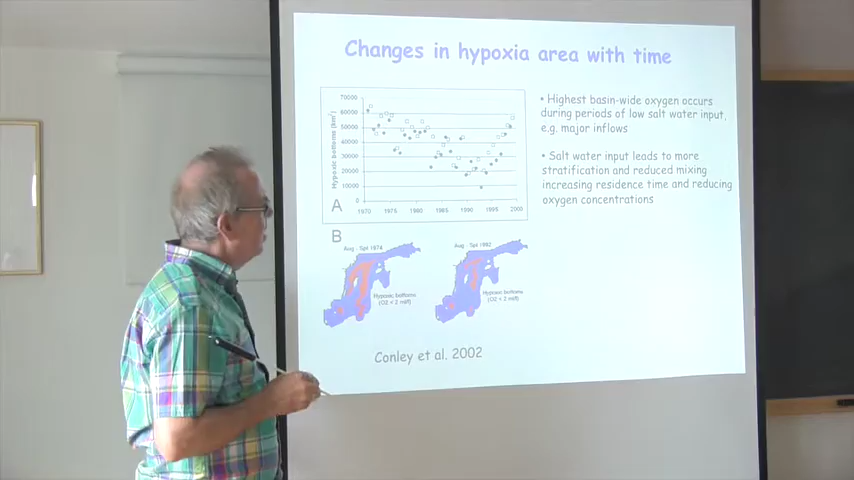 Changes in hypoxia area with time
70000
60000
50000
40000
30000
20000
10000
0
Hypoxic bottoms (km²)
1970 1975 1980 1985 1990 1995 2000
A
• Highest basin-wide oxygen occurs
during periods of low salt water input,
e.g. major inflows
• Salt water input leads to more
stratification and reduced mixing
increasing residence time and reducing
oxygen concentrations
B
Aug - Spt 1974
Hypoxic bottoms
(O2 < 2 ml/l)
Aug - Spt 1992
Hypoxic bottoms
(O2 < 2 ml/l)
Conley et al. 2002